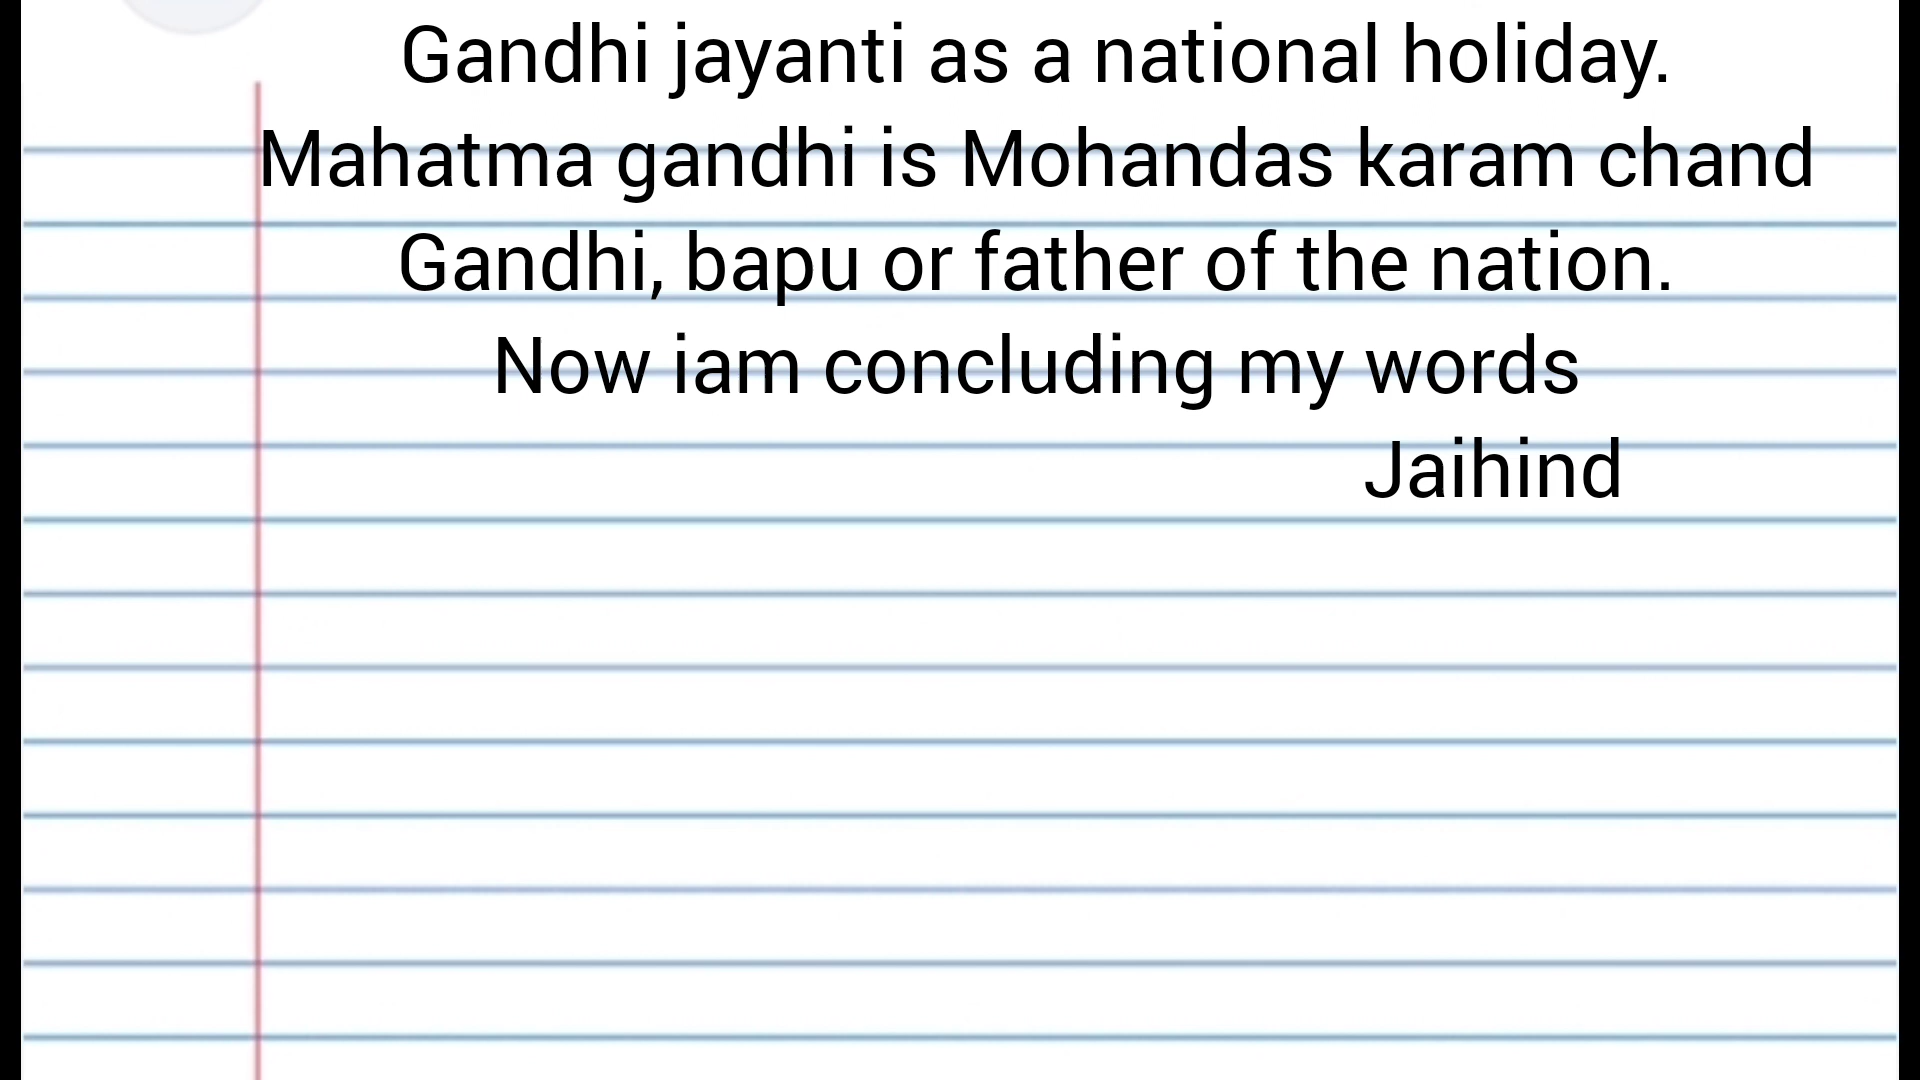 Gandhi jayanti as a national holiday.
Mahatma gandhi is Mohandas karam chand
Gandhi, bapu or father of the nation.
Now iam concluding my words
Jaihind